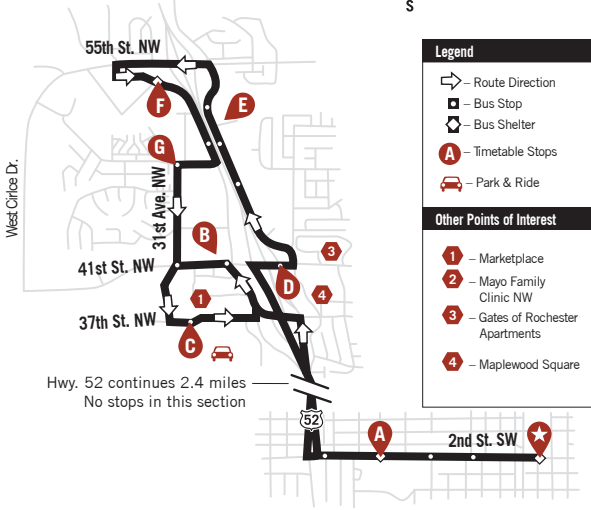 S
55th St. NW
F
E
G
31st Ave. NW
West Cirlce Dr.
B
3
41st St. NW
D
1
4
37th St. NW
C
Hwy. 52 continues 2.4 miles
No stops in this section
52
A
2nd St. SW
Legend
– Route Direction
– Bus Stop
– Bus Shelter
A – Timetable Stops
– Park & Ride
Other Points of Interest
1 – Marketplace
2 – Mayo Family
Clinic NW
3 – Gates of Rochester
Apartments
4 – Maplewood Square